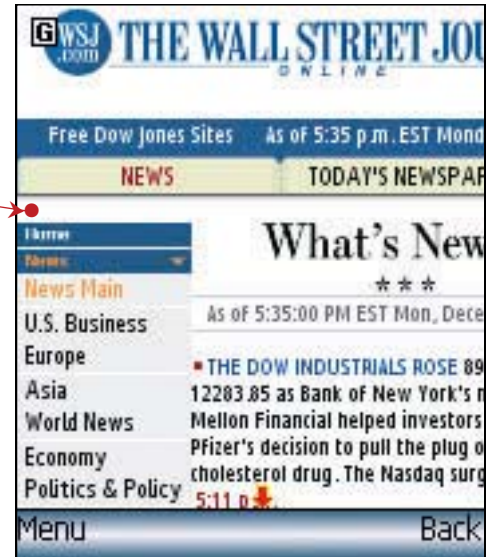 G WSJ .com THE WALL STREET JOU
ONLINE
Free Dow Jones Sites As of 5:35 p.m. EST Mond
NEWS TODAY'S NEWSPAP
Home
News
News Main
U.S. Business
Europe
Asia
World News
Economy
Politics & Policy
What's New
* * *
As of 5:35:00 PM EST Mon, Dece
THE DOW INDUSTRIALS ROSE 89
12283.85 as Bank of New York's m
Mellon Financial helped investors
Pfizer's decision to pull the plug o
cholesterol drug. The Nasdaq surg
5:11 p
Menu Back